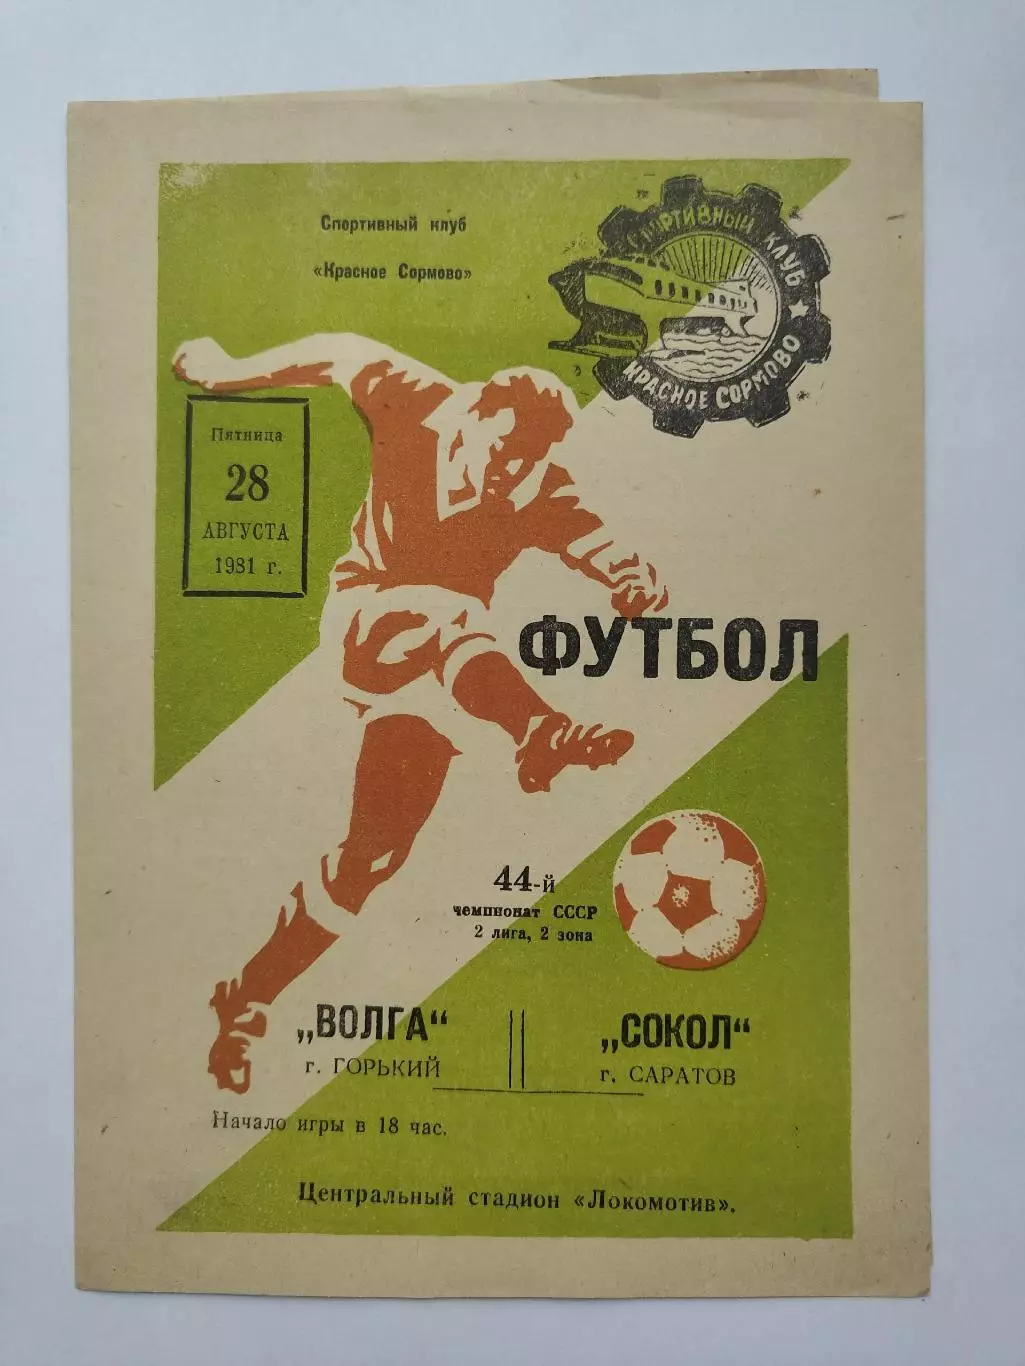 Спортивный клуб
«Красное Сормово»
СПОРТИВНЫЙ КЛУБ ★
КРАСНОЕ СОРМОВО
Пятница
28
АВГУСТА
1981 г.
ФУТБОЛ
44-й
чемпионат СССР
2 лига, 2 зона
„ВОЛГА“
г. ГОРЬКИЙ
„СОКОЛ“
г. САРАТОВ
Начало игры в 18 час.
Центральный стадион «Локомотив».